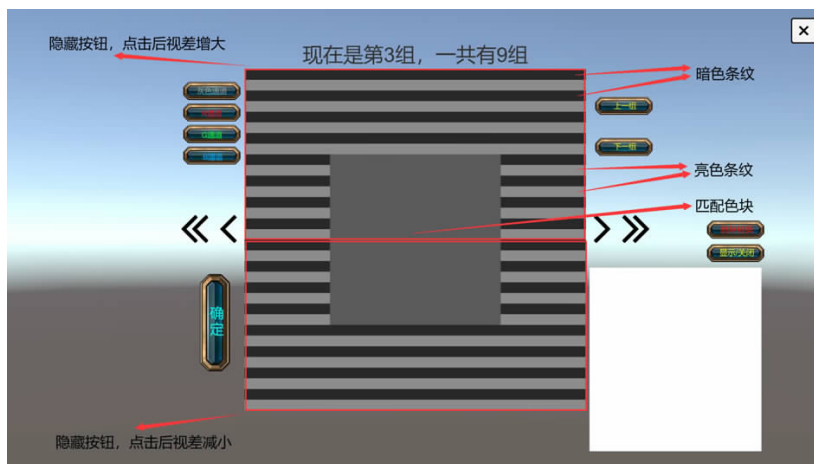 隐藏按钮，点击后视差增大
现在是第3组，一共有9组
暗色条纹
上一组
下一组
亮色条纹
匹配色块
显示/关闭
确定
隐藏按钮，点击后视差减小